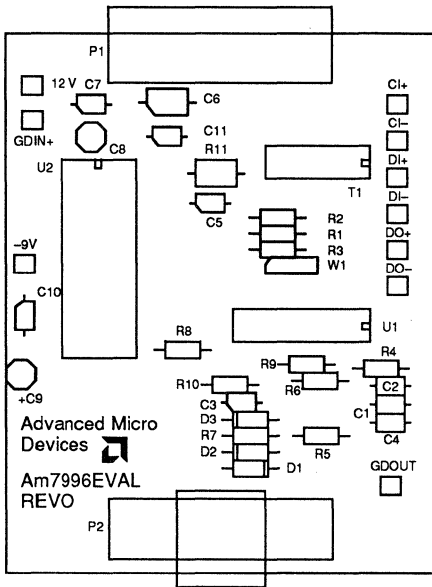 P1
12 V
C7
C6
CI+
GDIN+
C11
CI-
C8
R11
DI+
U2
T1
DI-
C5
R2
R1
DO+
R3
-9V
W1
DO-
C10
U1
R8
R9
R4
R10
R6
C2
+C9
C3
C1
D3
Advanced Micro
Devices
R7
R5
C4
D2
D1
GDOUT
Am7996EVAL
REVO
P2